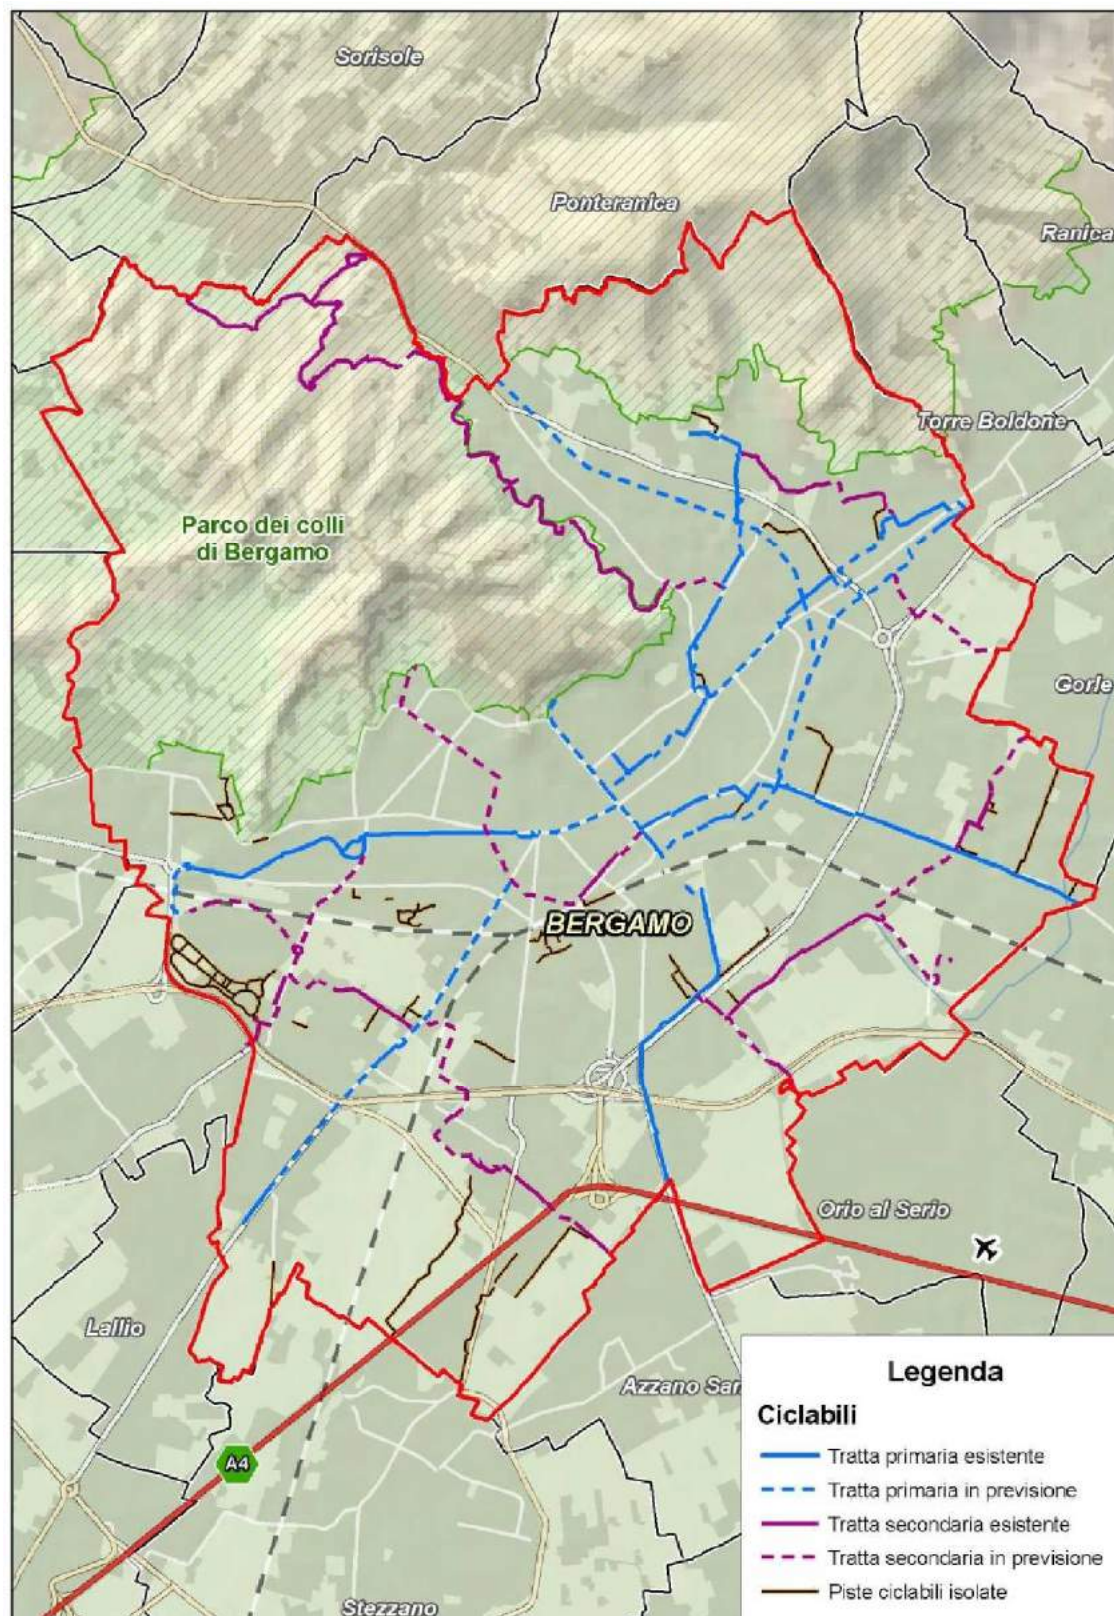 Sorisole
Ponteranica
Ranica
Torre Boldone
Parco dei colli
di Bergamo
Gorle
BERGAMO
Orio al Serio
Lallio
Azzano San
A4
Stezzano
Legenda
Ciclabili
Tratta primaria esistente
Tratta primaria in previsione
Tratta secondaria esistente
Tratta secondaria in previsione
Piste ciclabili isolate